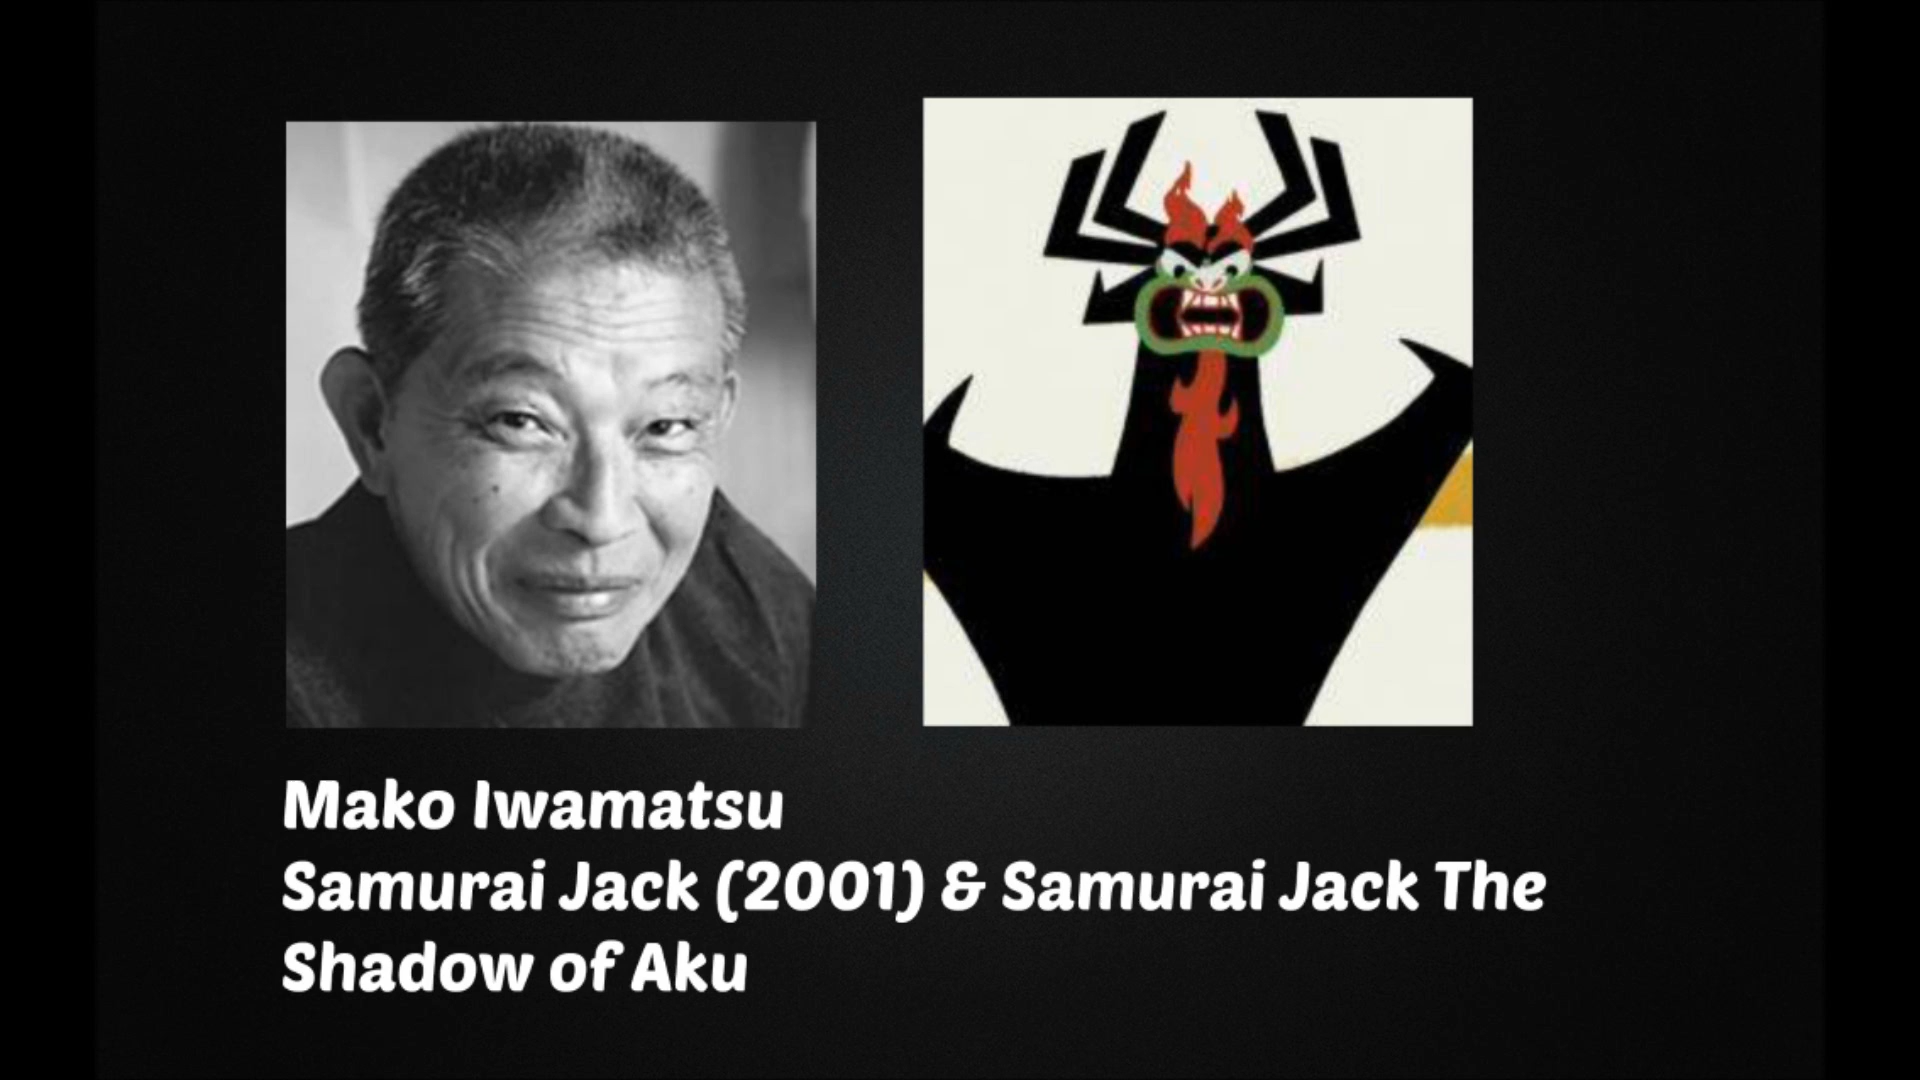 Mako Iwamatsu
Samurai Jack (2001) & Samurai Jack The
Shadow of Aku